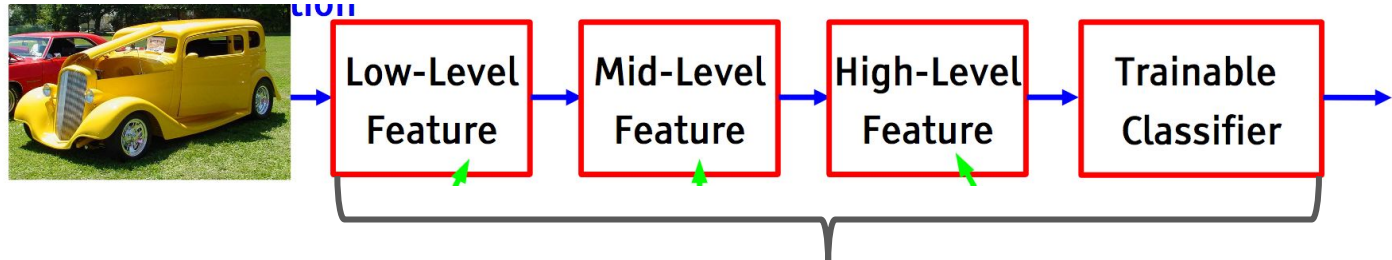 Low-Level
Feature
Mid-Level
Feature
High-Level
Feature
Trainable
Classifier